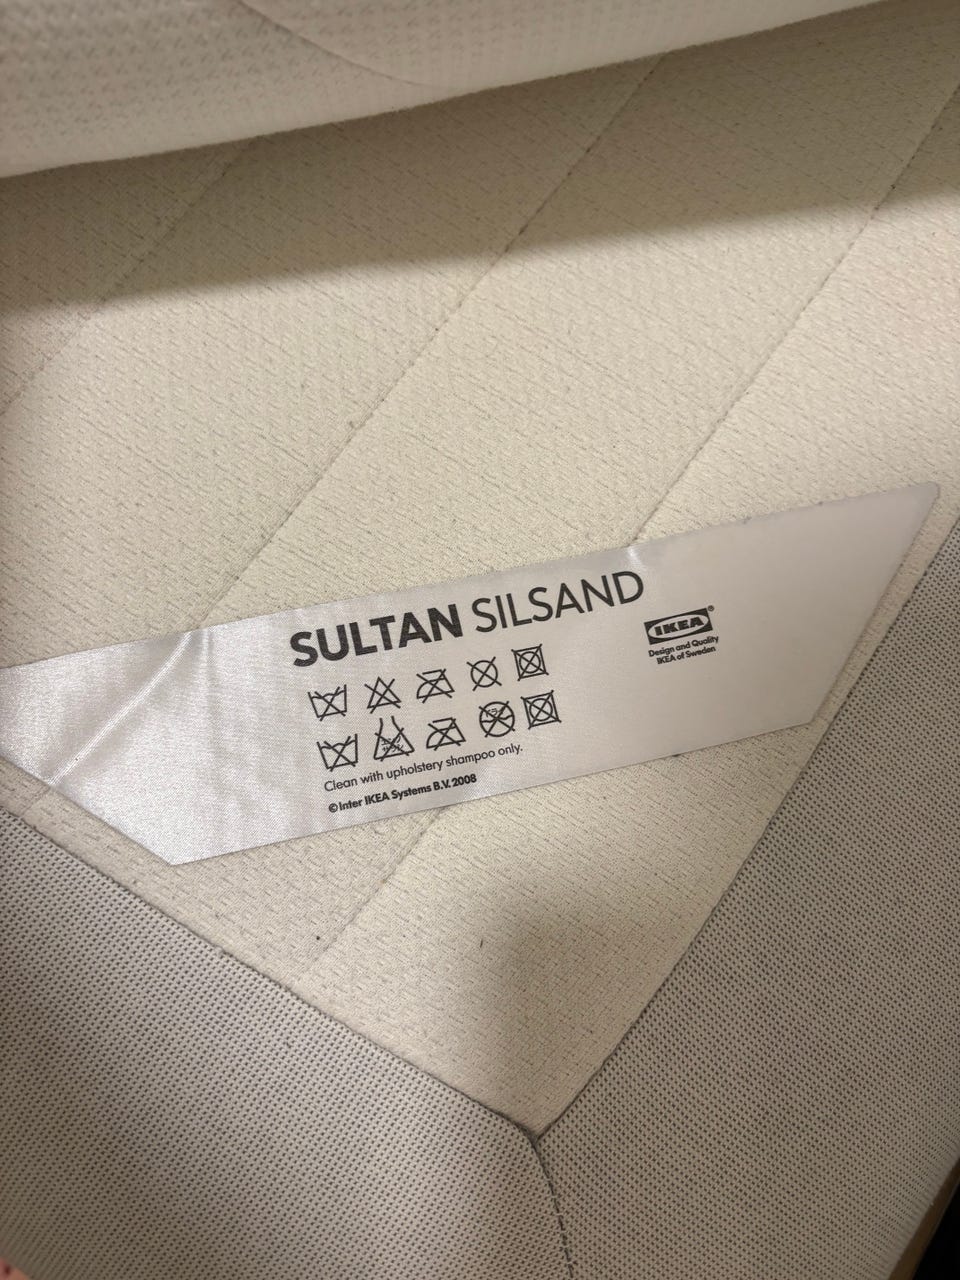 SULTAN SILSAND
IKEA®
Design and Quality
IKEA of Sweden
Clean with upholstery shampoo only.
© Inter IKEA Systems B.V. 2008